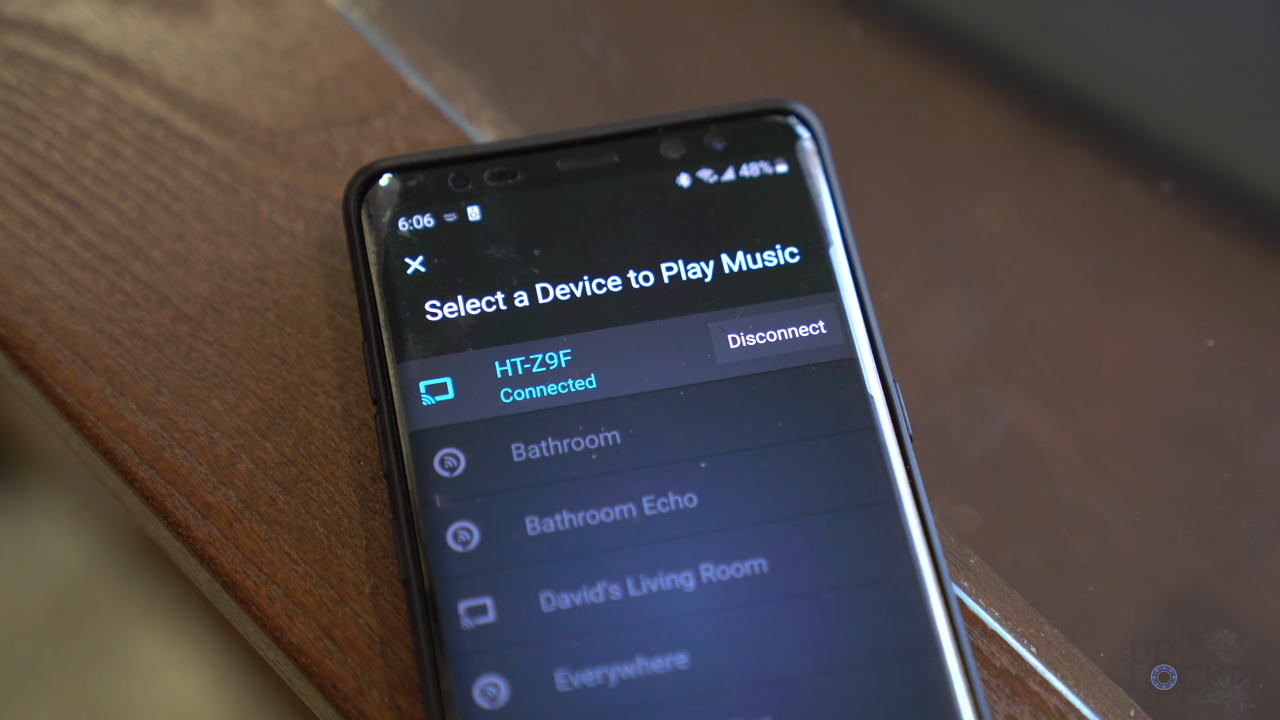 6:06
48%
Select a Device to Play Music
HT-Z9F
Connected
Disconnect
Bathroom
Bathroom Echo
David's Living Room
Everywhere